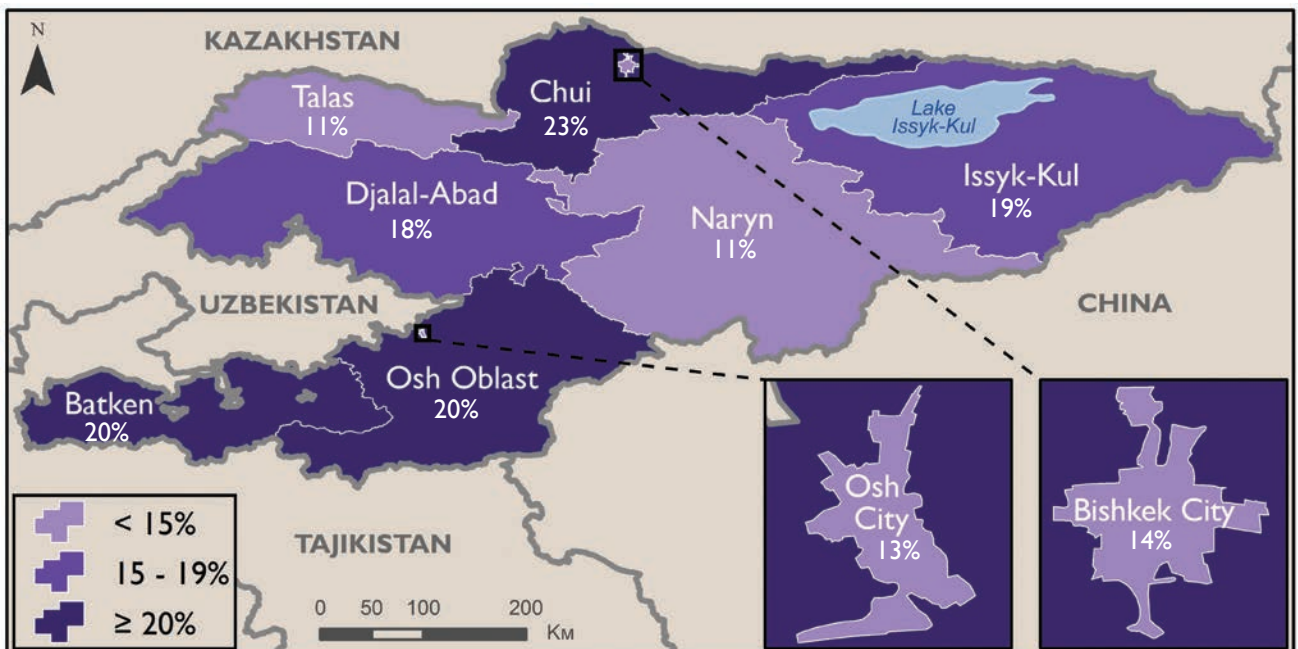 N
KAZAKHSTAN
Talas
11%
Chui
23%
Lake
Issyk-Kul
Djalal-Abad
18%
Issyk-Kul
19%
Naryn
11%
UZBEKISTAN
CHINA
Osh Oblast
20%
Batken
20%
Osh
City
13%
Bishkek City
14%
< 15%
15 - 19%
≥ 20%
TAJIKISTAN
0 50 100 200
KM